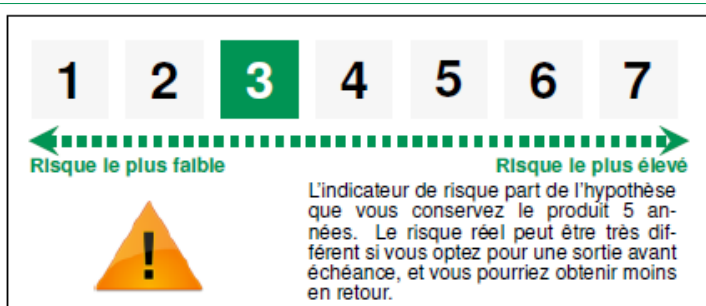 1 2 3 4 5 6 7
Risque le plus faible Risque le plus élevé
L'indicateur de risque part de l'hypothèse
que vous conservez le produit 5 an-
nées. Le risque réel peut être très dif-
férent si vous optez pour une sortie avant
échéance, et vous pourriez obtenir moins
en retour.
!